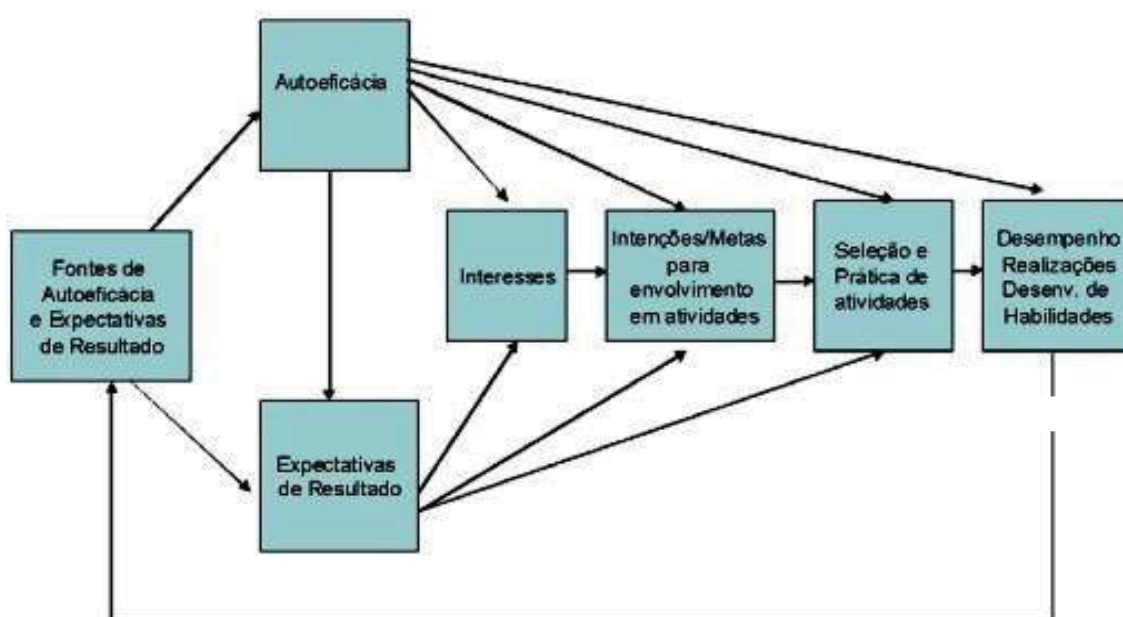 Autoeficácia
Fontes de
Autoeficácia
e Expectativas
de Resultado
Expectativas
de Resultado
Interesses
Intenções/Metas
para
envolvimento
em atividades
Seleção e
Prática de
atividades
Desempenho
Realizações
Desenv. de
Habilidades